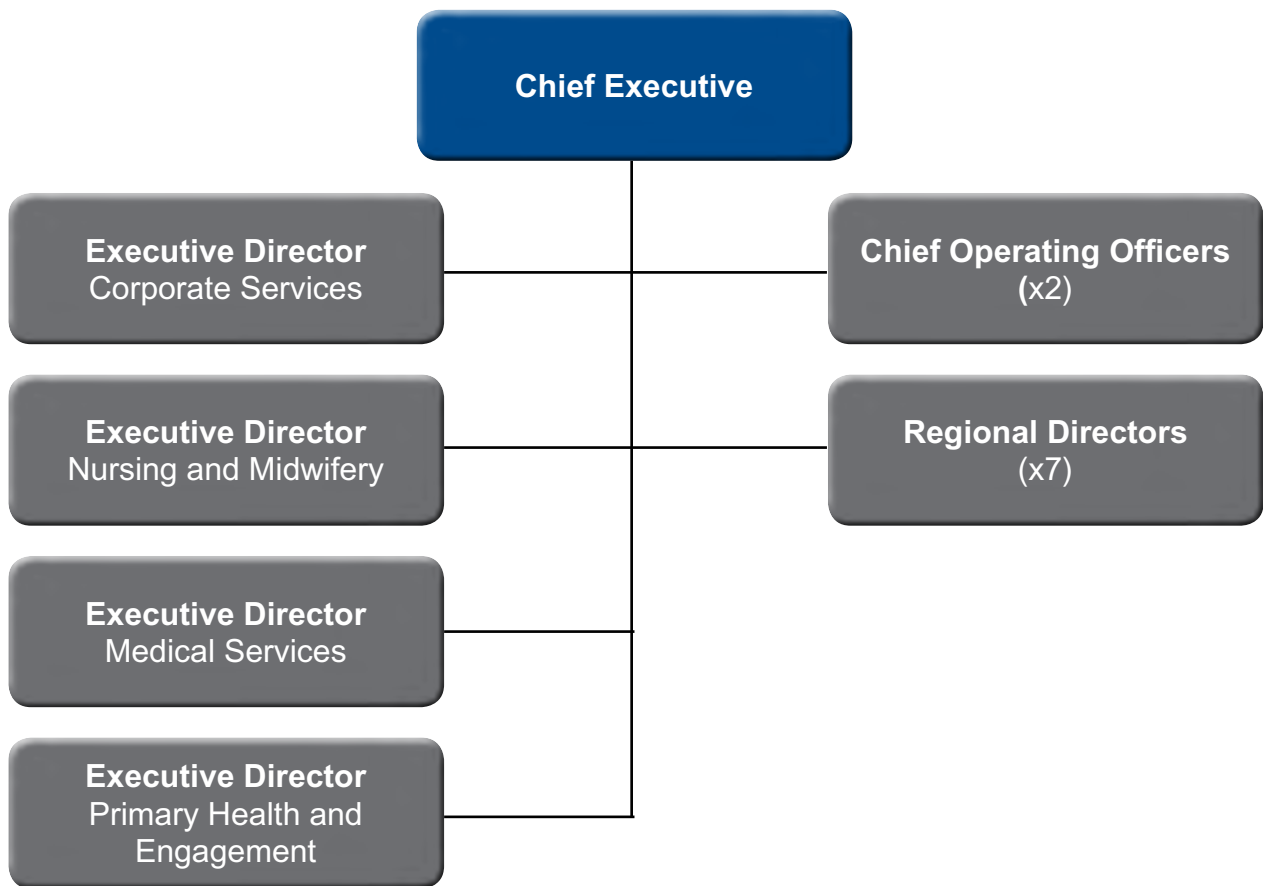 Chief Executive
Executive Director
Corporate Services
Chief Operating Officers
(x2)
Executive Director
Nursing and Midwifery
Regional Directors
(x7)
Executive Director
Medical Services
Executive Director
Primary Health and
Engagement